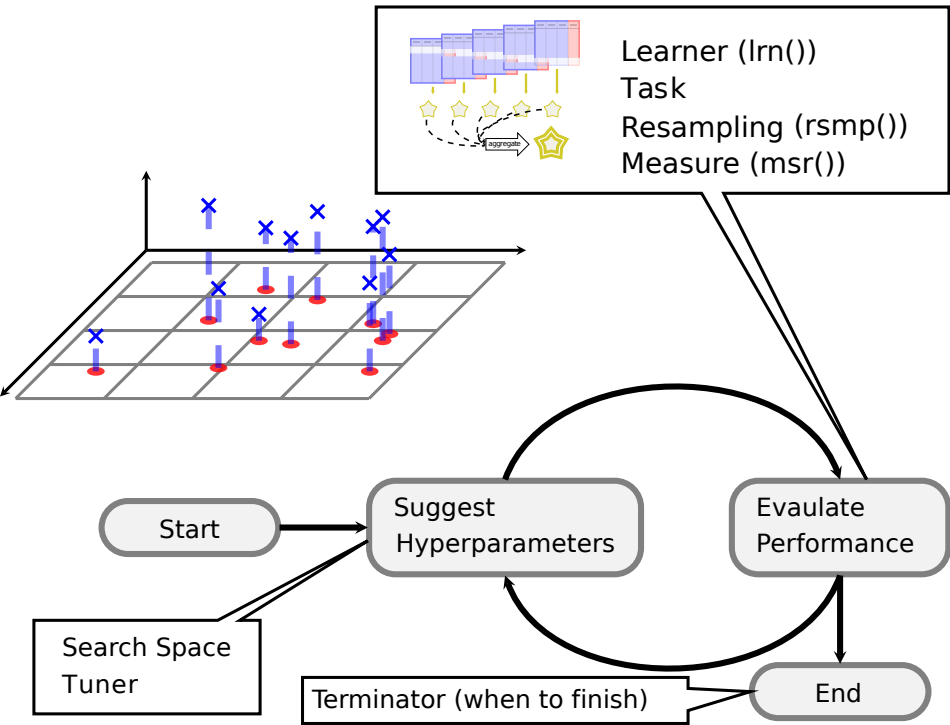 Learner (lrn())
Task
Resampling (rsmp())
Measure (msr())
aggregate
Start
Suggest
Hyperparameters
Evaulate
Performance
Search Space
Tuner
Terminator (when to finish)
End